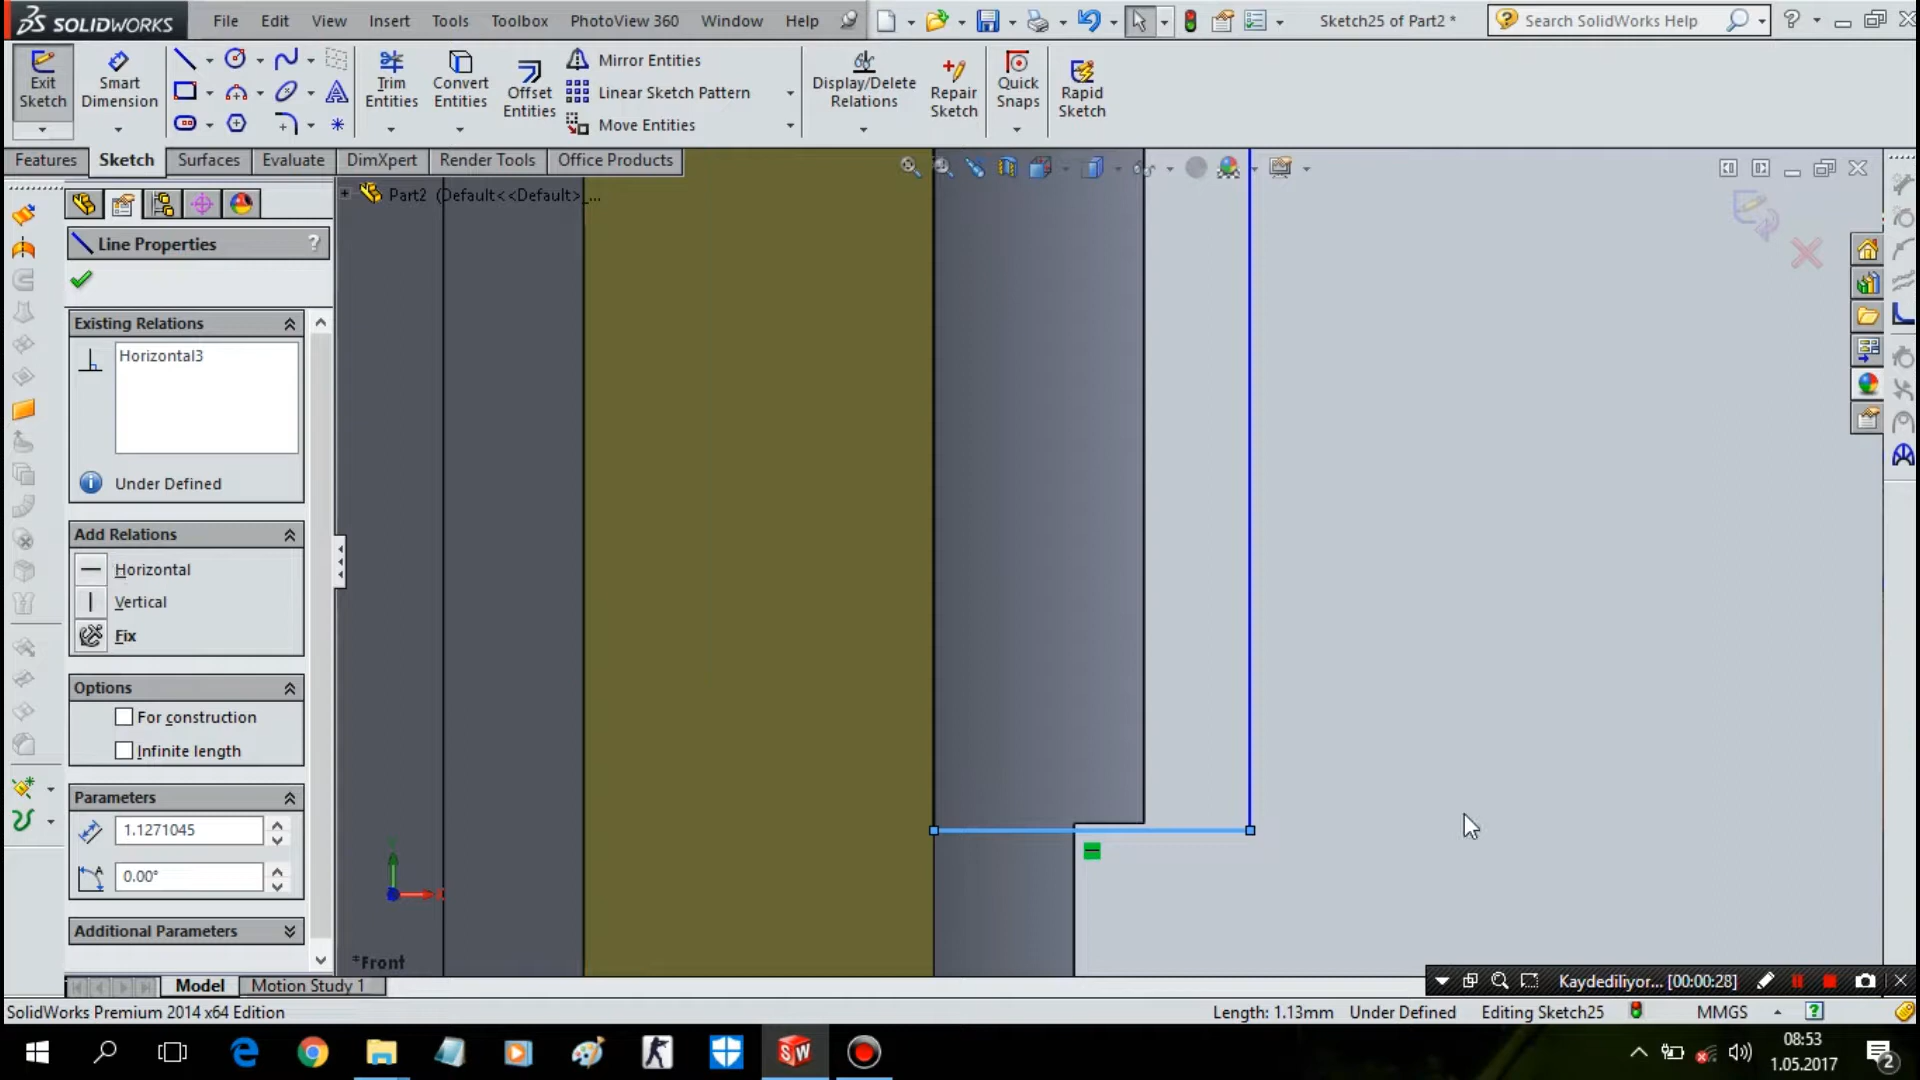 SOLIDWORKS File Edit View Insert Tools Toolbox PhotoView 360 Window Help Sketch25 of Part2 * Search SolidWorks Help
Exit Sketch
Smart Dimension
Trim Entities
Convert Entities
Offset Entities
Mirror Entities
Linear Sketch Pattern
Move Entities
Display/Delete Relations
Repair Sketch
Quick Snaps
Rapid Sketch
Features Sketch Surfaces Evaluate DimXpert Render Tools Office Products
Part2 (Default<<Default>_...
Line Properties ?
Existing Relations
Horizontal3
Under Defined
Add Relations
Horizontal
Vertical
Fix
Options
For construction
Infinite length
Parameters
1.1271045
0.00°
Additional Parameters
*Front
Model Motion Study 1
Kaydediliyor... [00:00:28]
SolidWorks Premium 2014 x64 Edition Length: 1.13mm Under Defined Editing Sketch25 MMGS
08:53
1.05.2017
2